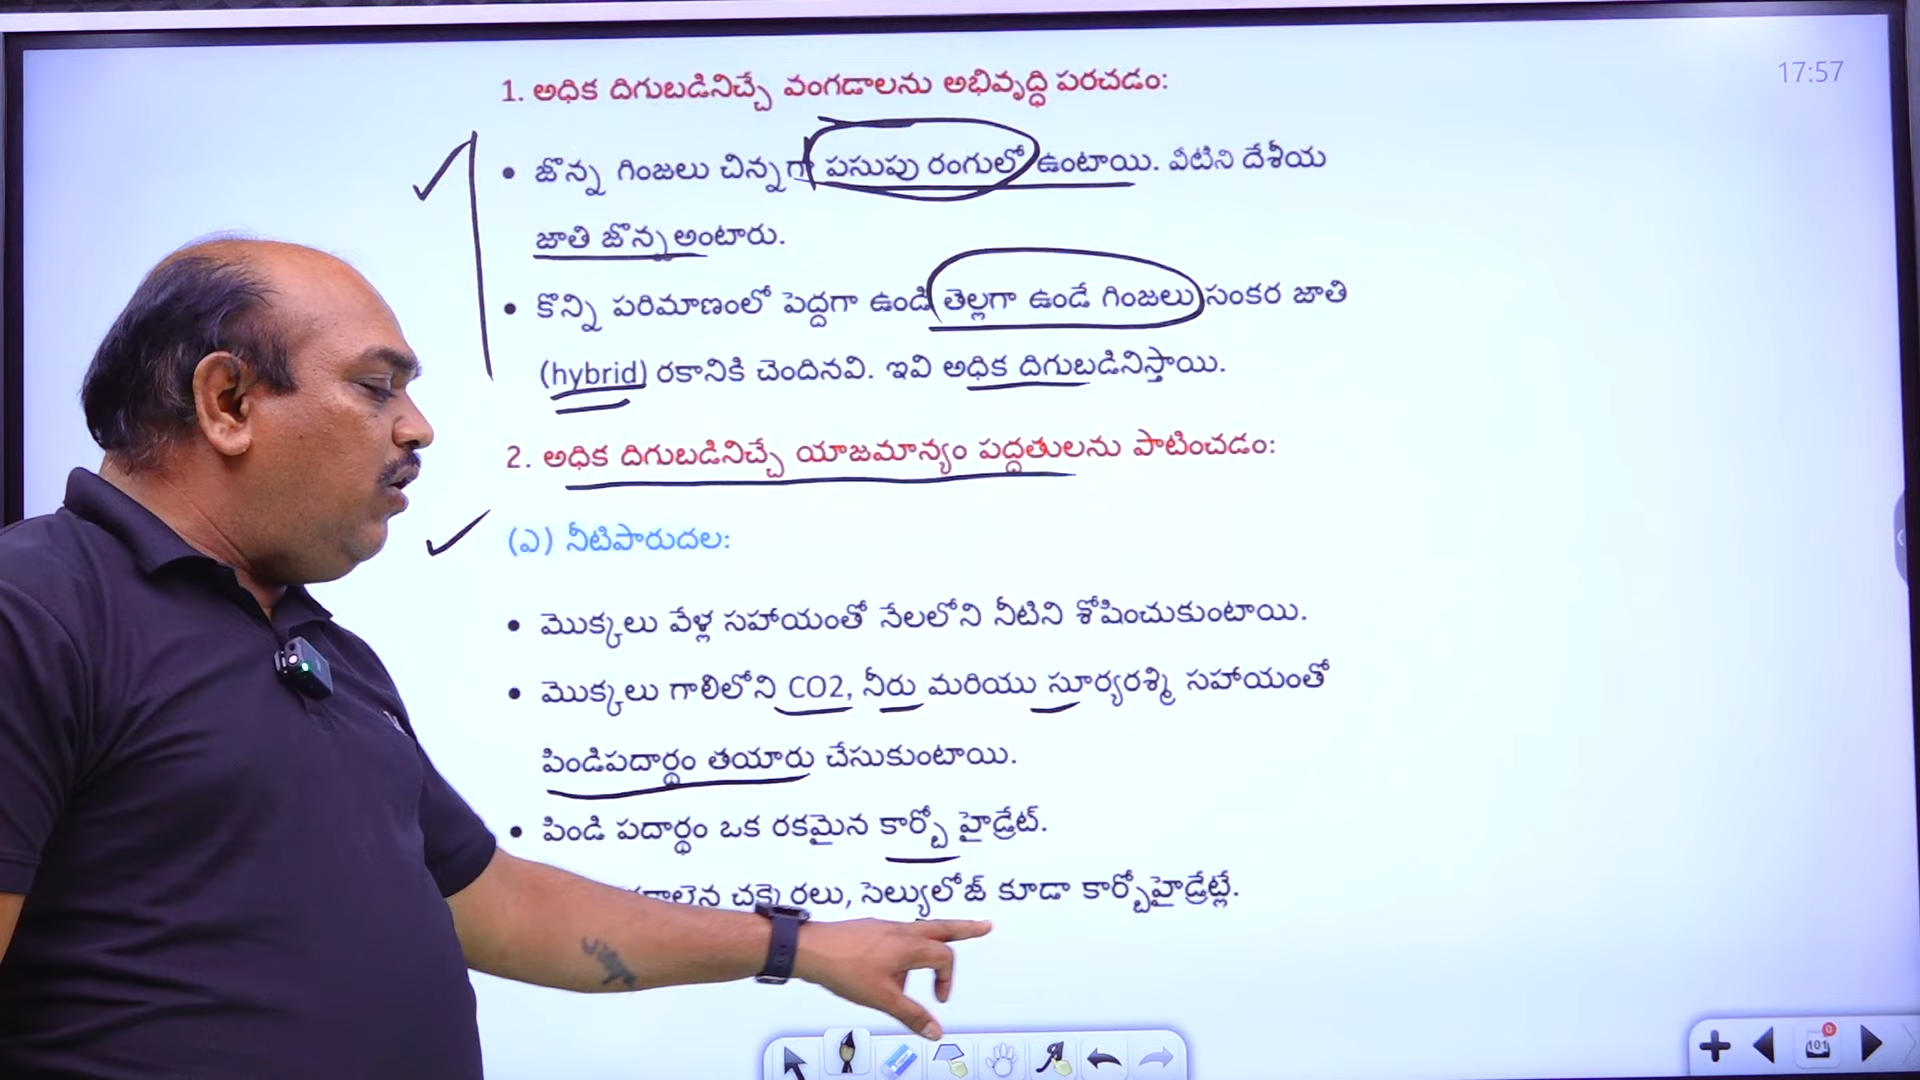 17:57
1. అధిక దిగుబడినిచ్చే వంగడాలను అభివృద్ధి పరచడం:
• జొన్న గింజలు చిన్నగా పసుపు రంగులో ఉంటాయి. వీటిని దేశీయ
జాతి జొన్న అంటారు.
• కొన్ని పరిమాణంలో పెద్దగా ఉండి తెల్లగా ఉండే గింజలు సంకర జాతి
(hybrid) రకానికి చెందినవి. ఇవి అధిక దిగుబడినిస్తాయి.
2. అధిక దిగుబడినిచ్చే యాజమాన్యం పద్ధతులను పాటించడం:
(ఎ) నీటిపారుదల:
• మొక్కలు వేళ్ల సహాయంతో నేలలోని నీటిని శోషించుకుంటాయి.
• మొక్కలు గాలిలోని CO2, నీరు మరియు సూర్యరశ్మి సహాయంతో
పిండిపదార్థం తయారు చేసుకుంటాయి.
• పిండి పదార్థం ఒక రకమైన కార్బో హైడ్రేట్.
చక్కెరలు, సెల్యులోజ్ కూడా కార్బోహైడ్రేట్లే.
101
0